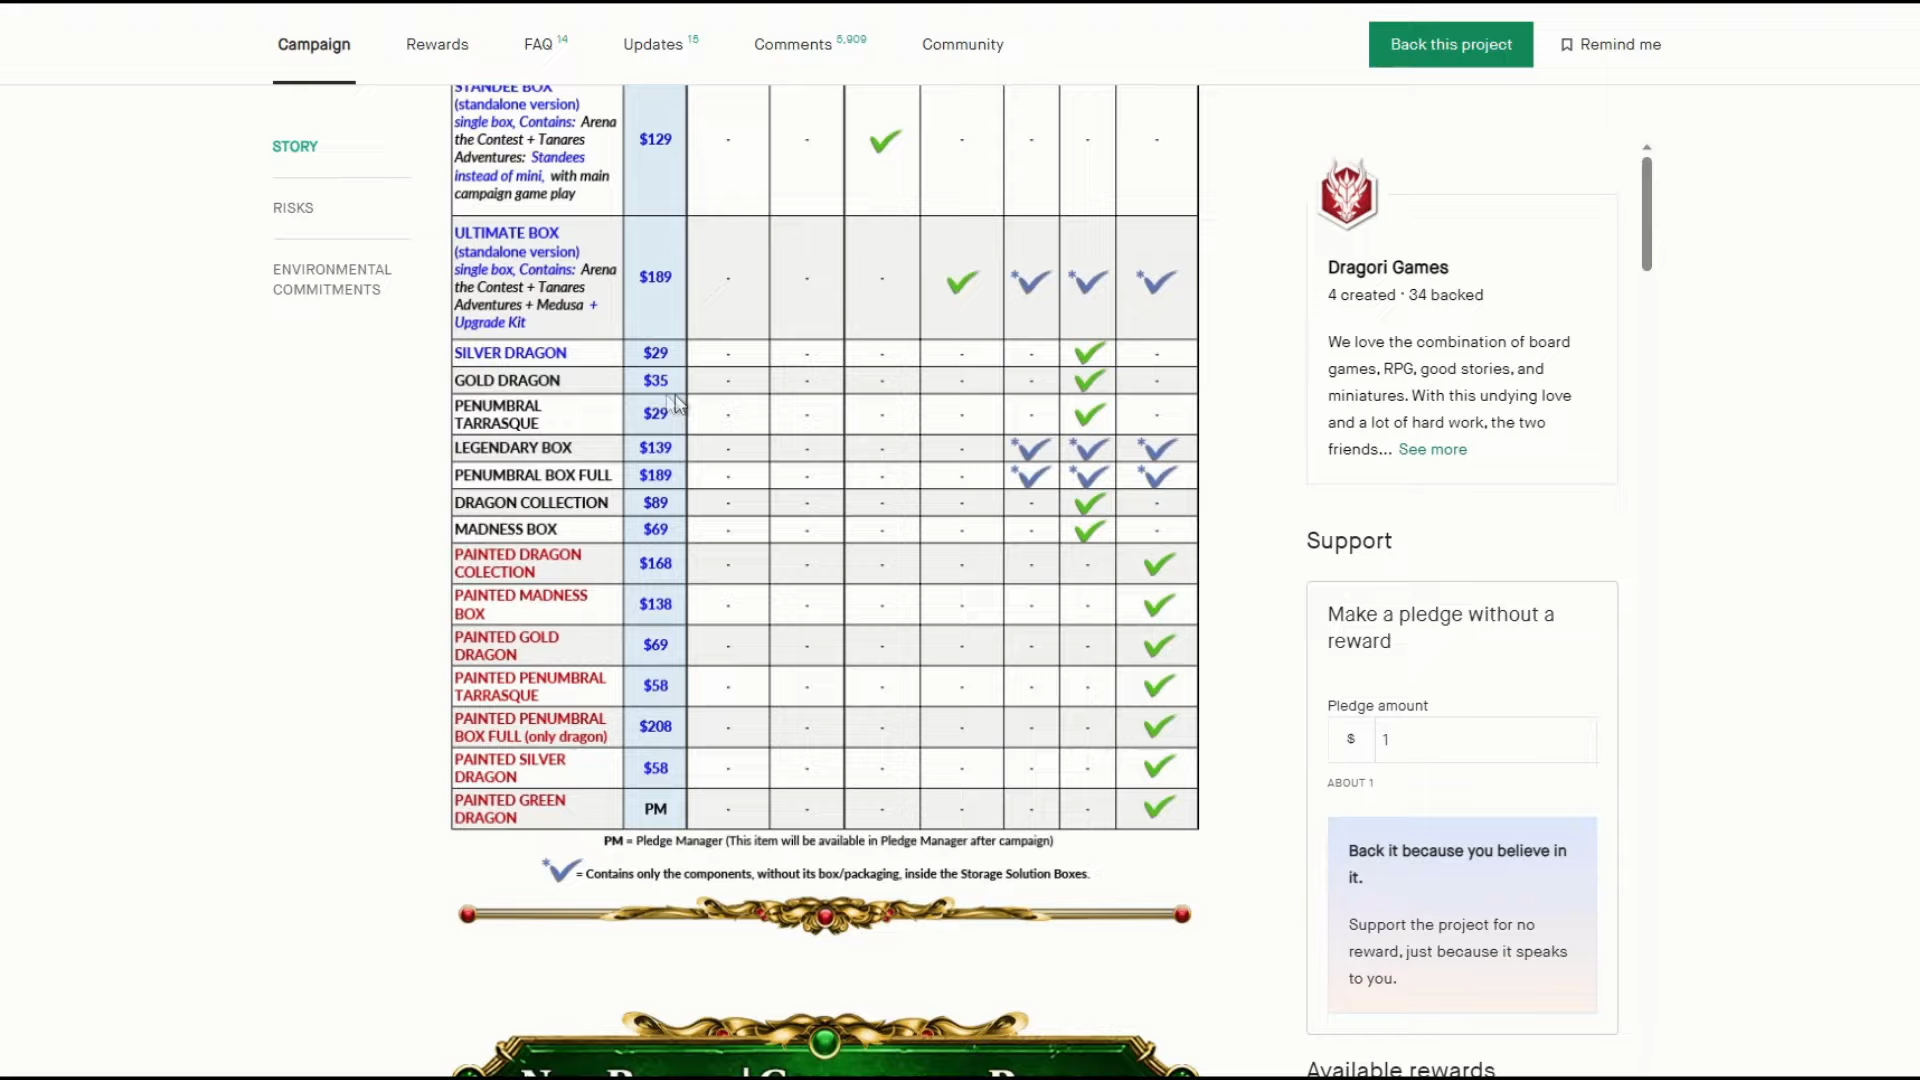 Campaign
Rewards
FAQ 14
Updates 15
Comments 5,909
Community
Back this project
Remind me
STORY
RISKS
ENVIRONMENTAL
COMMITMENTS
STANDEE BOX
(standalone version)
single box, Contains: Arena
the Contest + Tanares
Adventures: Standees
instead of mini, with main
campaign game play
$129 - - - - - -
ULTIMATE BOX
(standalone version)
single box, Contains: Arena
the Contest + Tanares
Adventures + Medusa +
Upgrade Kit
$189 - - - * * *
SILVER DRAGON $29 - - - - - -
GOLD DRAGON $35 - - - - - -
PENUMBRAL
TARRASQUE
$29 - - - - - -
LEGENDARY BOX $139 - - - - * * *
PENUMBRAL BOX FULL $189 - - - - * * *
DRAGON COLLECTION $89 - - - - - -
MADNESS BOX $69 - - - - - -
PAINTED DRAGON
COLECTION
$168 - - - - - -
PAINTED MADNESS
BOX
$138 - - - - - -
PAINTED GOLD
DRAGON
$69 - - - - - -
PAINTED PENUMBRAL
TARRASQUE
$58 - - - - - -
PAINTED PENUMBRAL
BOX FULL (only dragon)
$208 - - - - - -
PAINTED SILVER
DRAGON
$58 - - - - - -
PAINTED GREEN
DRAGON
PM - - - - - -
PM = Pledge Manager (This item will be available in Pledge Manager after campaign)
* = Contains only the components, without its box/packaging, inside the Storage Solution Boxes.
Dragori Games
4 created · 34 backed
We love the combination of board
games, RPG, good stories, and
miniatures. With this undying love
and a lot of hard work, the two
friends... See more
Support
Make a pledge without a
reward
Pledge amount
$ 1
ABOUT 1
Back it because you believe in
it.
Support the project for no
reward, just because it speaks
to you.
Available rewards